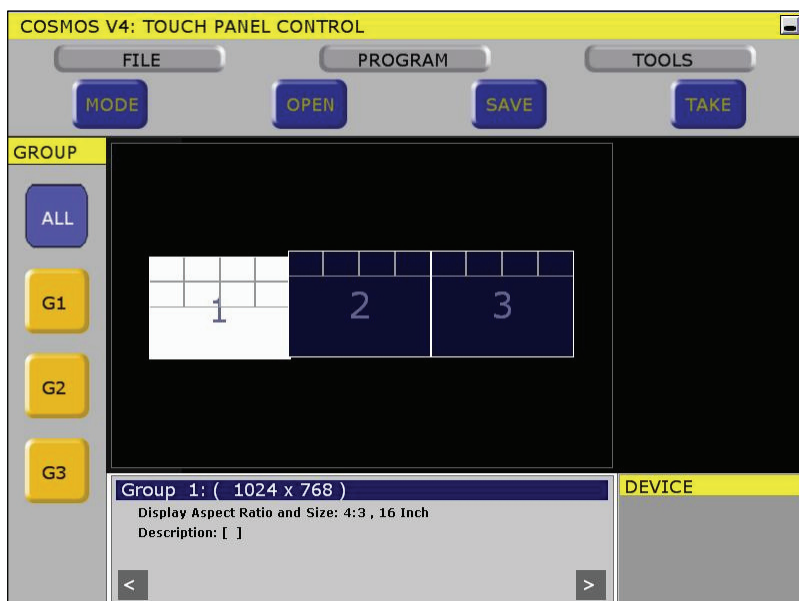 COSMOS V4: TOUCH PANEL CONTROL
FILE PROGRAM TOOLS
MODE OPEN SAVE TAKE
GROUP
ALL
G1
G2
G3
1 2 3
Group 1: ( 1024 x 768 )
Display Aspect Ratio and Size: 4:3 , 16 Inch
Description: [ ]
< >
DEVICE